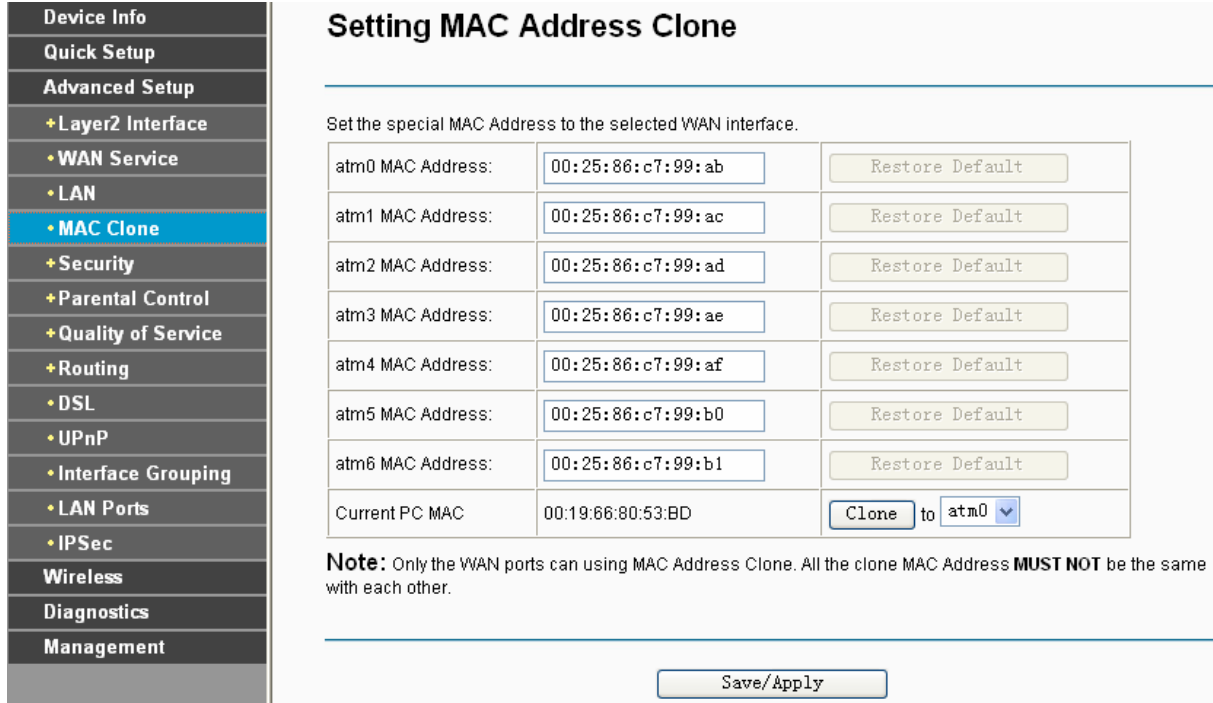 Device Info
Quick Setup
Advanced Setup
+Layer2 Interface
•WAN Service
•LAN
•MAC Clone
+Security
+Parental Control
+Quality of Service
+Routing
•DSL
•UPnP
•Interface Grouping
•LAN Ports
•IPSec
Wireless
Diagnostics
Management
Setting MAC Address Clone
Set the special MAC Address to the selected WAN interface.
atm0 MAC Address: 00:25:86:c7:99:ab Restore Default
atm1 MAC Address: 00:25:86:c7:99:ac Restore Default
atm2 MAC Address: 00:25:86:c7:99:ad Restore Default
atm3 MAC Address: 00:25:86:c7:99:ae Restore Default
atm4 MAC Address: 00:25:86:c7:99:af Restore Default
atm5 MAC Address: 00:25:86:c7:99:b0 Restore Default
atm6 MAC Address: 00:25:86:c7:99:b1 Restore Default
Current PC MAC 00:19:66:80:53:BD Clone to atm0
Note: Only the WAN ports can using MAC Address Clone. All the clone MAC Address MUST NOT be the same
with each other.
Save/Apply